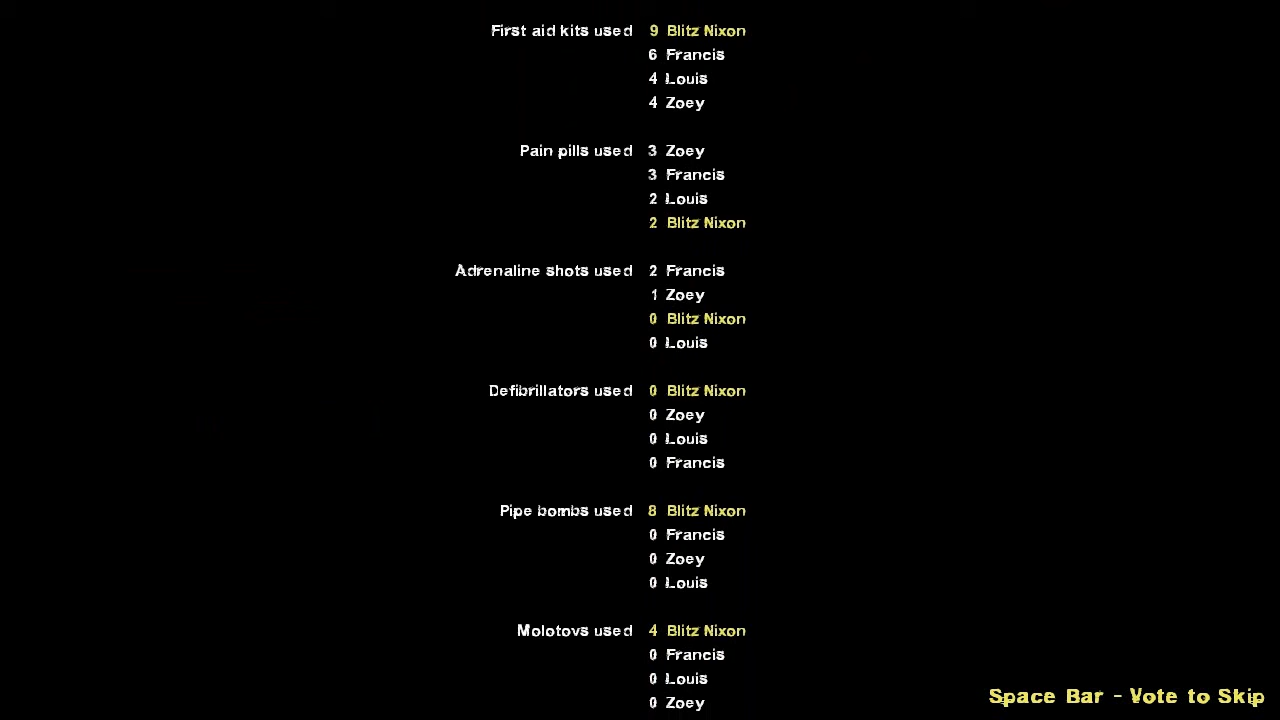 First aid kits used 9 Blitz Nixon
6 Francis
4 Louis
4 Zoey
Pain pills used 3 Zoey
3 Francis
2 Louis
2 Blitz Nixon
Adrenaline shots used 2 Francis
1 Zoey
0 Blitz Nixon
0 Louis
Defibrillators used 0 Blitz Nixon
0 Zoey
0 Louis
0 Francis
Pipe bombs used 8 Blitz Nixon
0 Francis
0 Zoey
0 Louis
Molotovs used 4 Blitz Nixon
0 Francis
0 Louis
0 Zoey
Space Bar - Vote to Skip